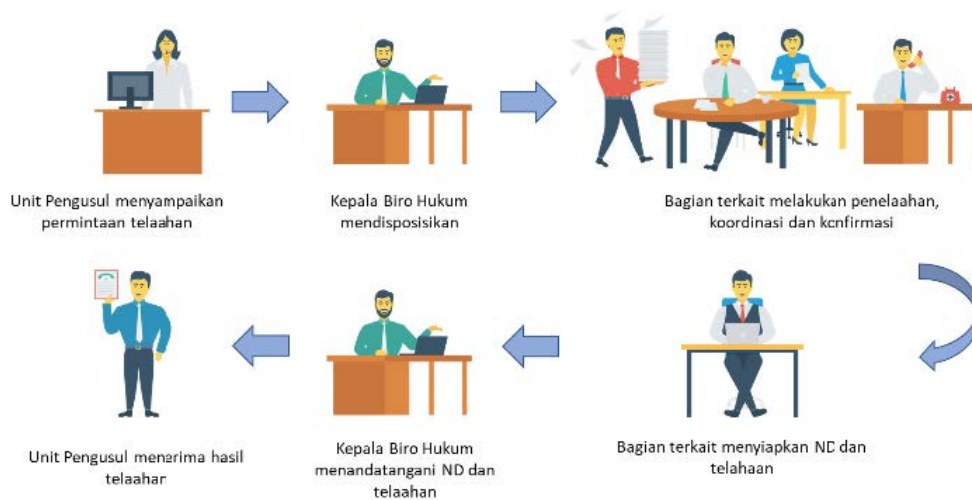 Unit Pengusul menyampaikan
permintaan telaahan
Kepala Biro Hukum
mendisposisikan
Bagian terkait melakukan penelaahan,
koordinasi dan konfirmasi
Unit Pengusul menerima hasil
telaahan
Kepala Biro Hukum
menandatangani ND dan
telaahan
Bagian terkait menyiapkan ND dan
telahaan